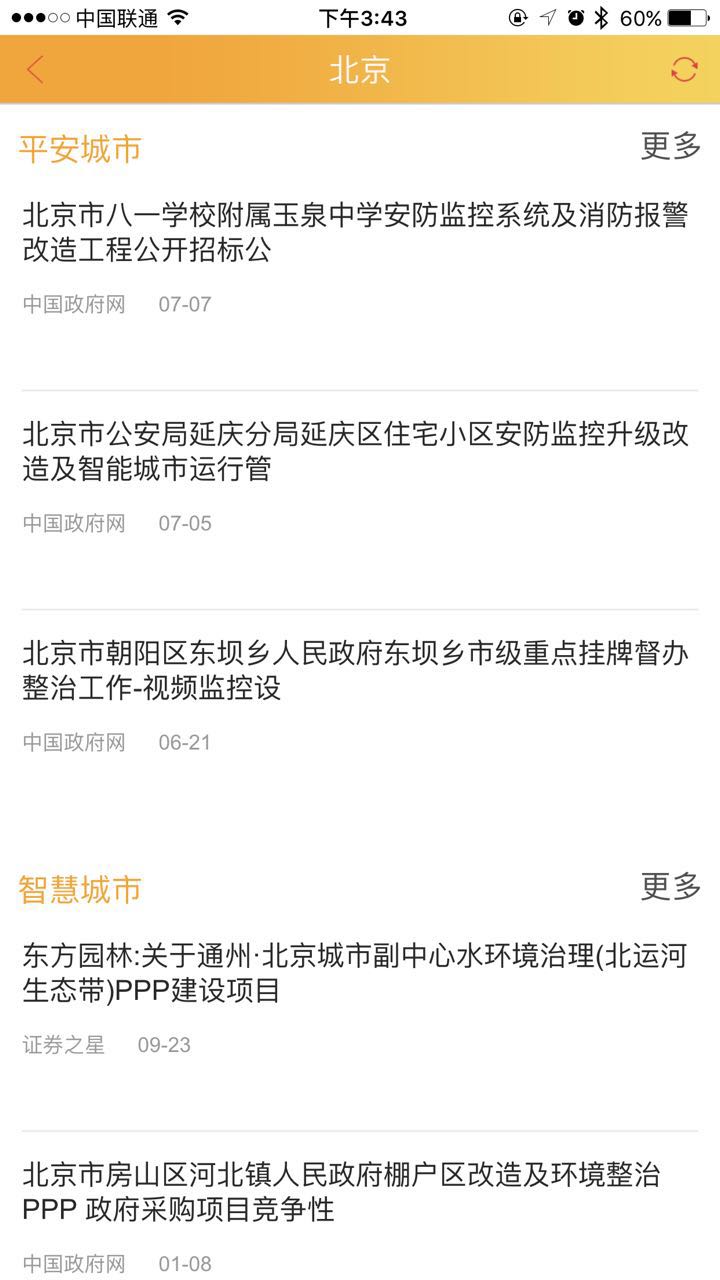 中国联通 下午3:43 60%
北京
平安城市 更多
北京市八一学校附属玉泉中学安防监控系统及消防报警
改造工程公开招标公
中国政府网 07-07
北京市公安局延庆分局延庆区住宅小区安防监控升级改
造及智能城市运行管
中国政府网 07-05
北京市朝阳区东坝乡人民政府东坝乡市级重点挂牌督办
整治工作-视频监控设
中国政府网 06-21
智慧城市 更多
东方园林:关于通州·北京城市副中心水环境治理(北运河
生态带)PPP建设项目
证券之星 09-23
北京市房山区河北镇人民政府棚户区改造及环境整治
PPP 政府采购项目竞争性
中国政府网 01-08